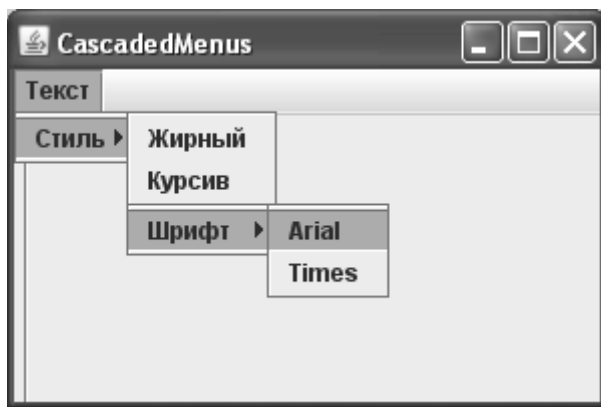 CascadedMenus
Текст
Стиль
Жирный
Курсив
Шрифт
Arial
Times